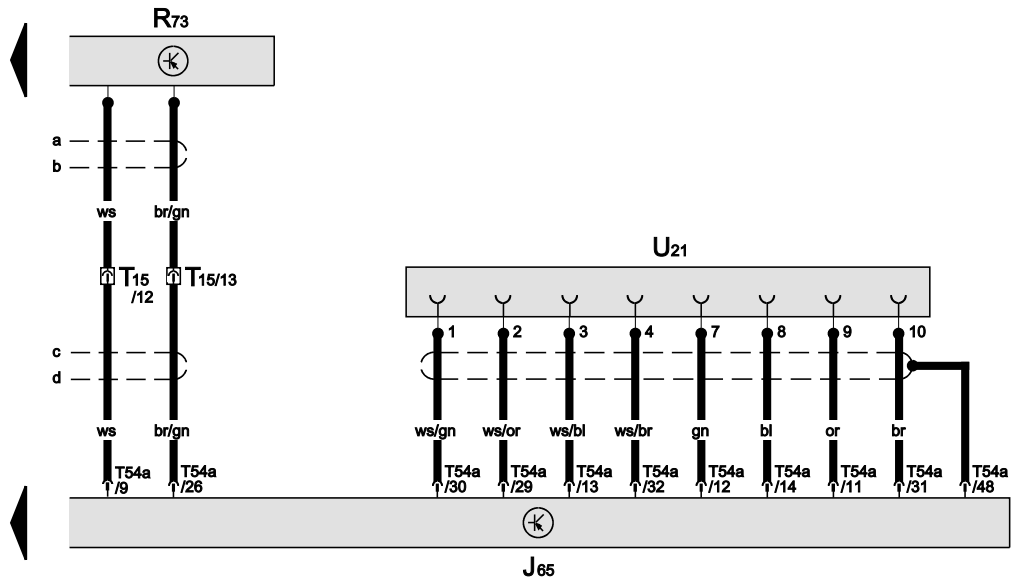 R73
a
b
ws br/gn
T15
/12
T15/13
U21
1 2 3 4 7 8 9 10
c
d
ws br/gn ws/gn ws/or ws/bl ws/br gn bl or br
T54a
/9
T54a
/26
T54a
/30
T54a
/29
T54a
/13
T54a
/32
T54a
/12
T54a
/14
T54a
/11
T54a
/31
T54a
/48
J65